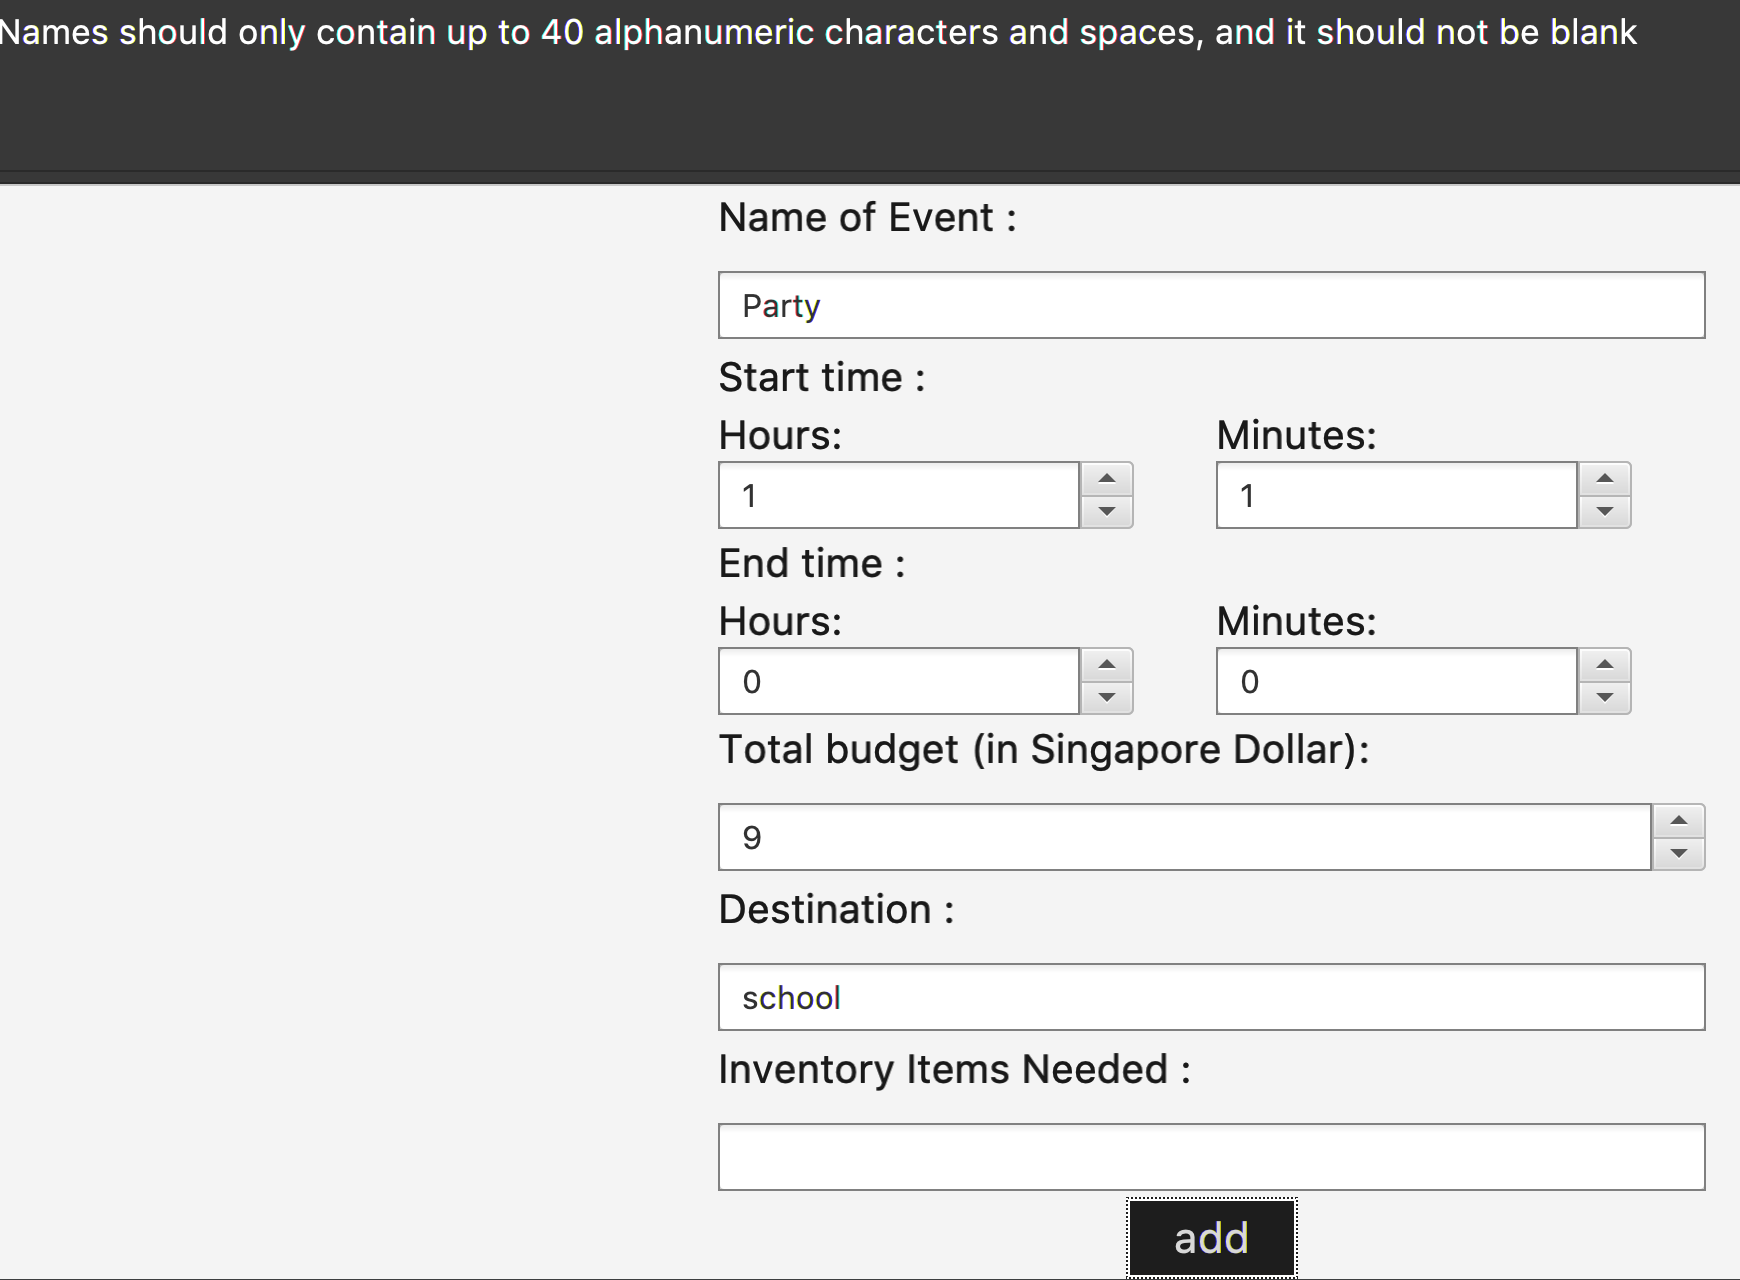 Names should only contain up to 40 alphanumeric characters and spaces, and it should not be blank
Name of Event :
Party
Start time :
Hours: Minutes:
1 1
End time :
Hours: Minutes:
0 0
Total budget (in Singapore Dollar):
9
Destination :
school
Inventory Items Needed :
add